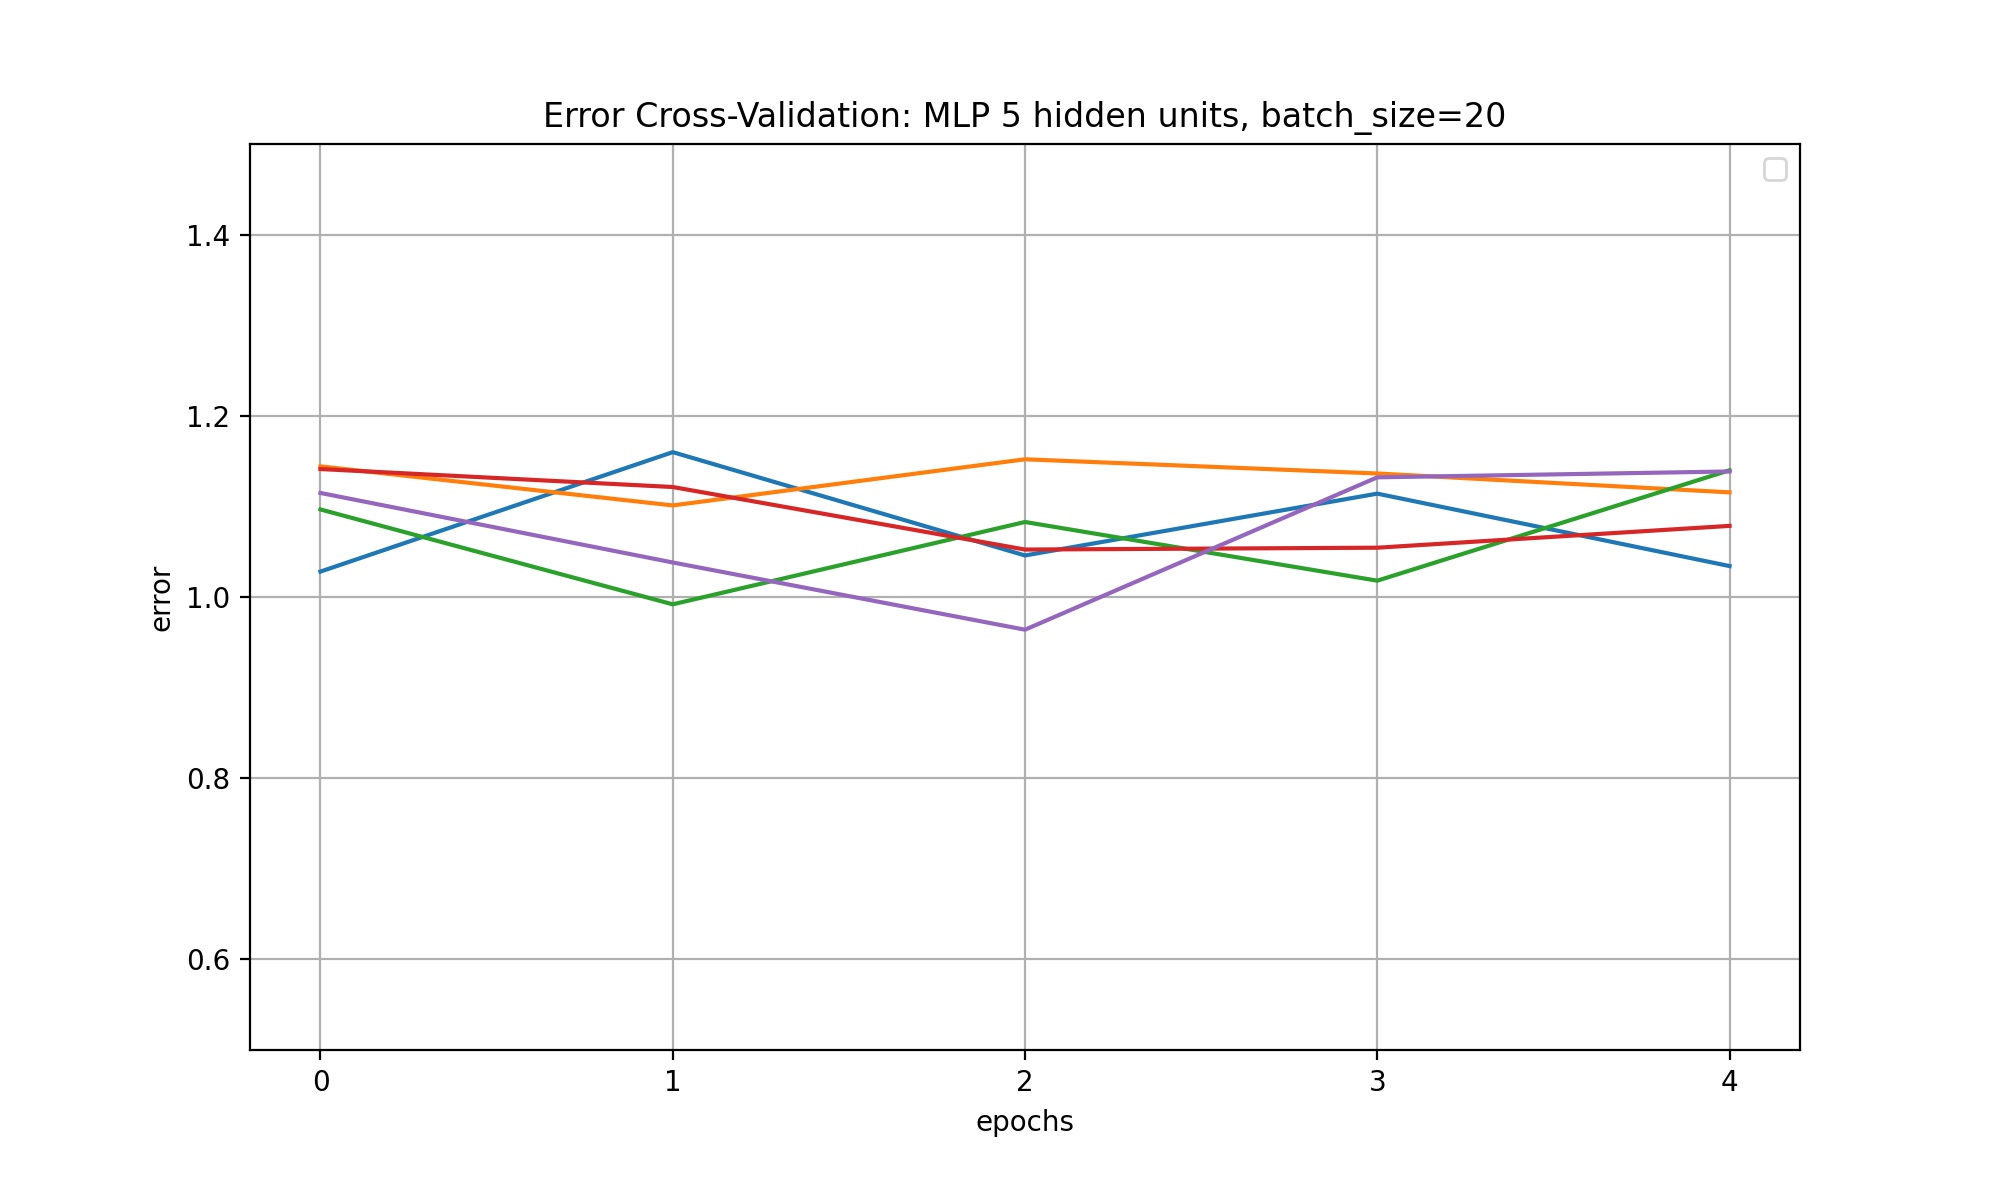 Error Cross-Validation: MLP 5 hidden units, batch_size=20
1.4
1.2
1.0
0.8
0.6
error
0 1 2 3 4
epochs